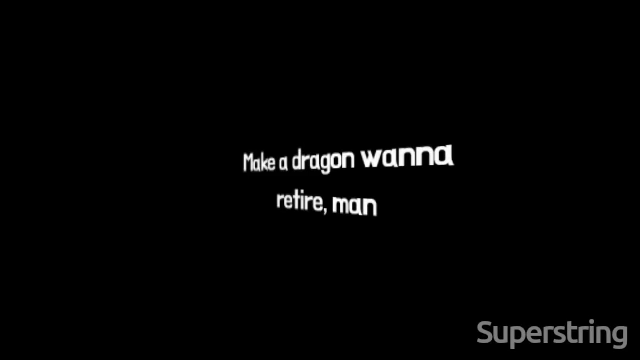 Make a dragon wanna
retire, man
Superstring